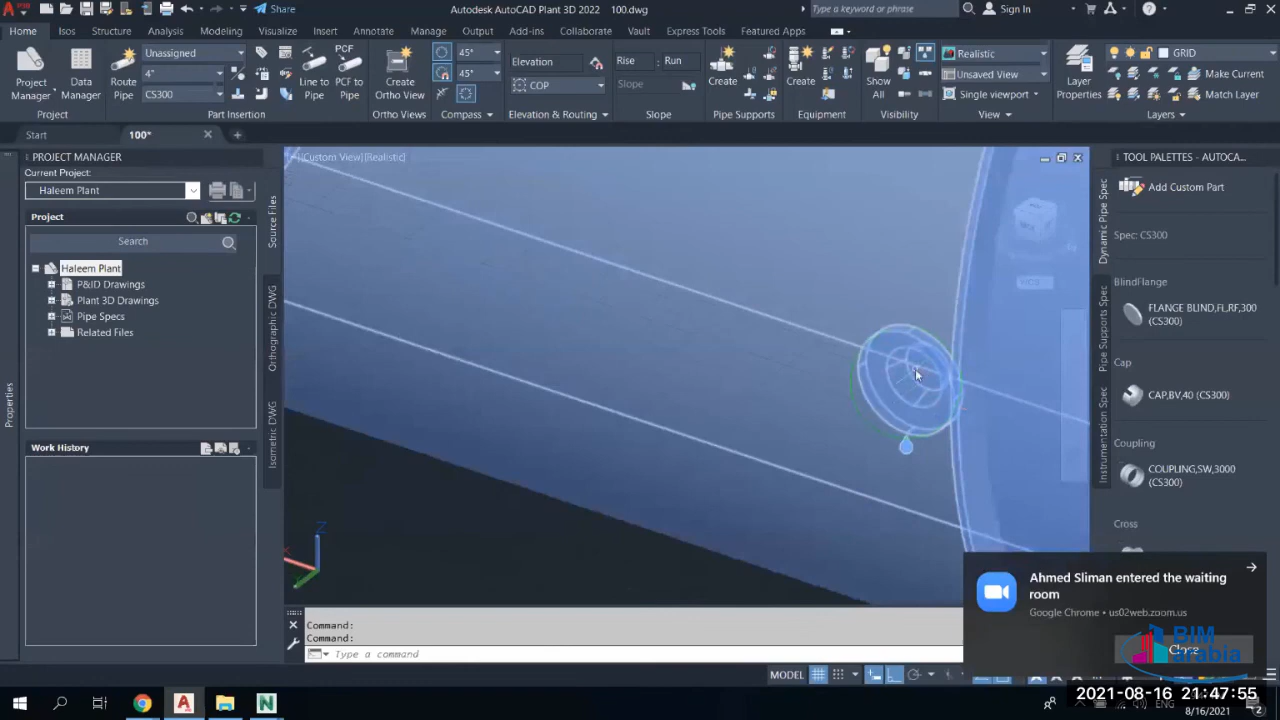 Share
Autodesk AutoCAD Plant 3D 2022 100.dwg
Type a keyword or phrase
Sign In
Home
Isos
Structure
Analysis
Modeling
Visualize
Insert
Annotate
Manage
Output
Add-ins
Collaborate
Vault
Express Tools
Featured Apps
Project
Manager
Data
Manager
Project
Route
Pipe
Unassigned
4"
CS300
Line to
Pipe
PCF to
Pipe
Part Insertion
Create
Ortho View
Ortho Views
45°
45°
Compass
Elevation
COP
Elevation & Routing
Rise
Run
Slope
Slope
Create
Pipe Supports
Create
Equipment
Show
All
Visibility
Realistic
Unsaved View
Single viewport
View
Layer
Properties
GRID
Make Current
Match Layer
Layers
Start
100*
PROJECT MANAGER
Current Project:
Haleem Plant
Project
Search
Haleem Plant
P&ID Drawings
Plant 3D Drawings
Pipe Specs
Related Files
Work History
Properties
Source Files
Orthographic DWG
Isometric DWG
[Custom View][Realistic]
X
Z
Command:
Command:
Type a command
MODEL
TOOL PALETTES - AUTOCA...
Dynamic Pipe Spec
Pipe Supports Spec
Instrumentation Spec
Add Custom Part
Spec: CS300
BlindFlange
FLANGE BLIND,FL,RF,300
(CS300)
Cap
CAP,BV,40 (CS300)
Coupling
COUPLING,SW,3000
(CS300)
Cross
Ahmed Sliman entered the waiting
room
Google Chrome • us02web.zoom.us
Close
BIM
arabia
2021-08-16 21:47:55
ENG
8/16/2021